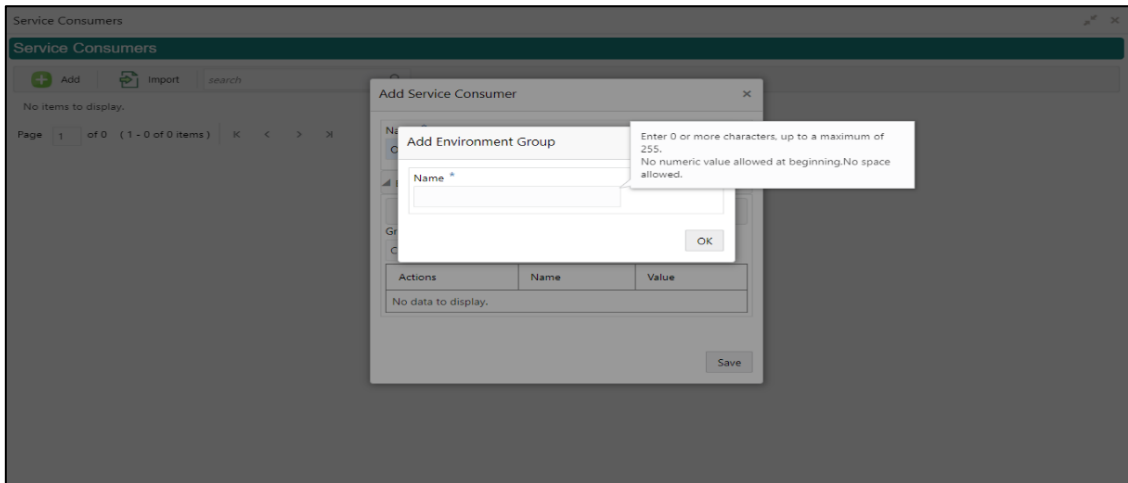 Service Consumers
Service Consumers
Add Import search
No items to display.
Page 1 of 0 (1 - 0 of 0 items) K < > >|
Add Service Consumer ×
Add Environment Group
Enter 0 or more characters, up to a maximum of
255.
No numeric value allowed at beginning.No space
allowed.
Name *
OK
Actions Name Value
No data to display.
Save